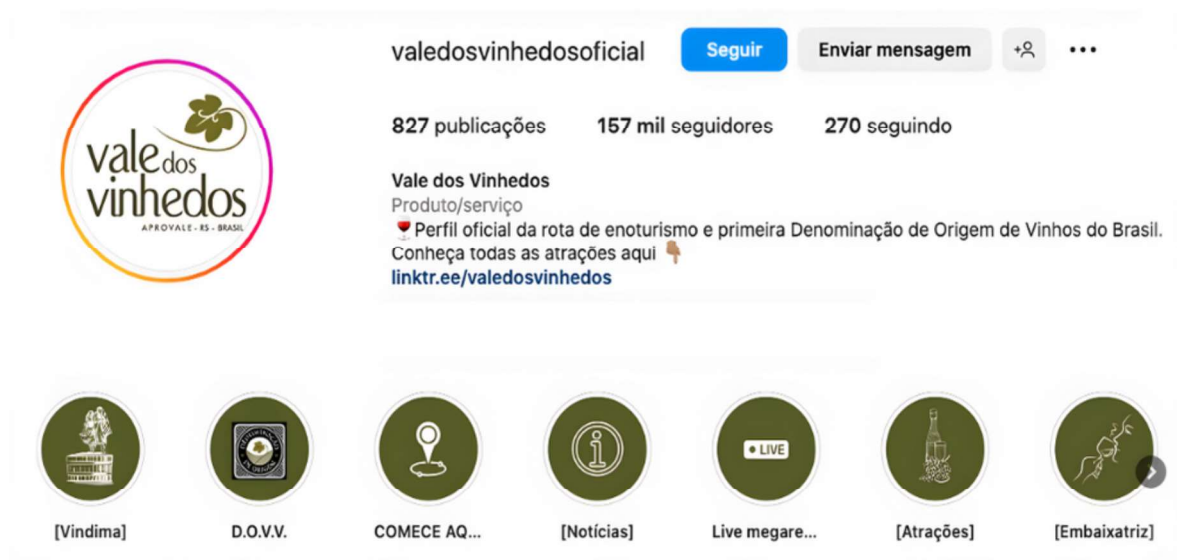 valedosvinhedosoficial
Seguir
Enviar mensagem
827 publicações
157 mil seguidores
270 seguindo
vale dos
vinhedos
APROVALE - RS - BRASIL
Vale dos Vinhedos
Produto/serviço
🍷Perfil oficial da rota de enoturismo e primeira Denominação de Origem de Vinhos do Brasil.
Conheça todas as atrações aqui 👇🏽
linktr.ee/valedosvinhedos
LIVE
[Vindima]
D.O.V.V.
COMECE AQ...
[Notícias]
Live megare...
[Atrações]
[Embaixatriz]